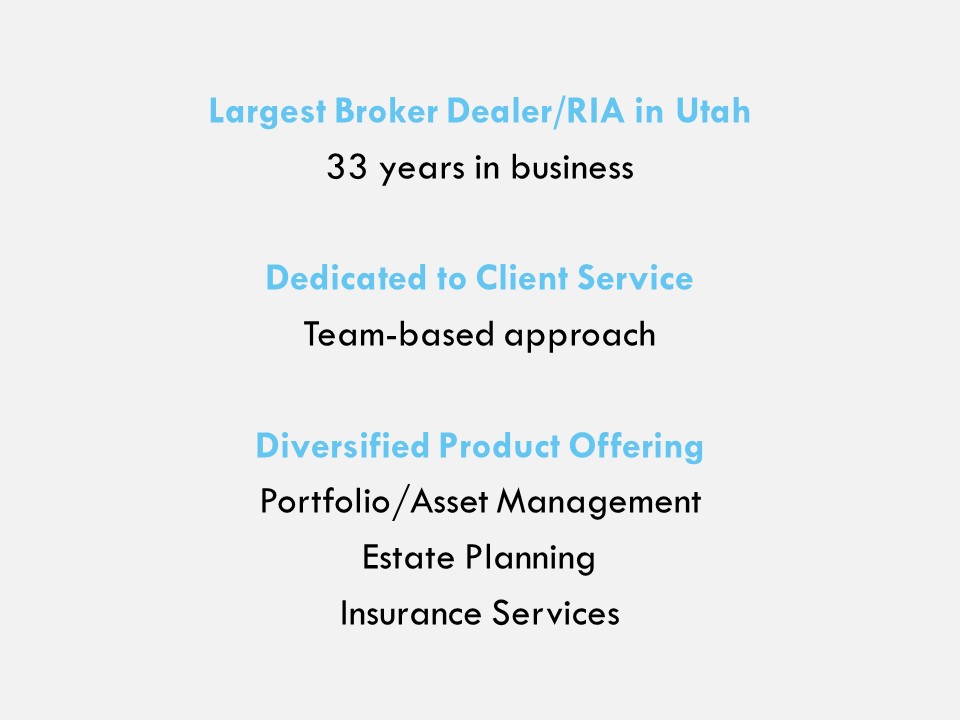 Largest Broker Dealer/RIA in Utah
33 years in business
Dedicated to Client Service
Team-based approach
Diversified Product Offering
Portfolio/Asset Management
Estate Planning
Insurance Services